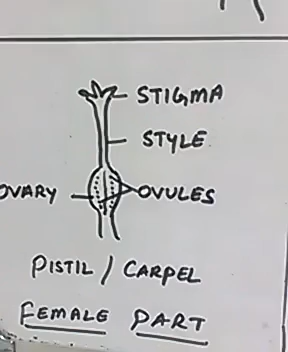 STIGMA
STYLE
OVARY OVULES
PISTIL / CARPEL
FEMALE PART